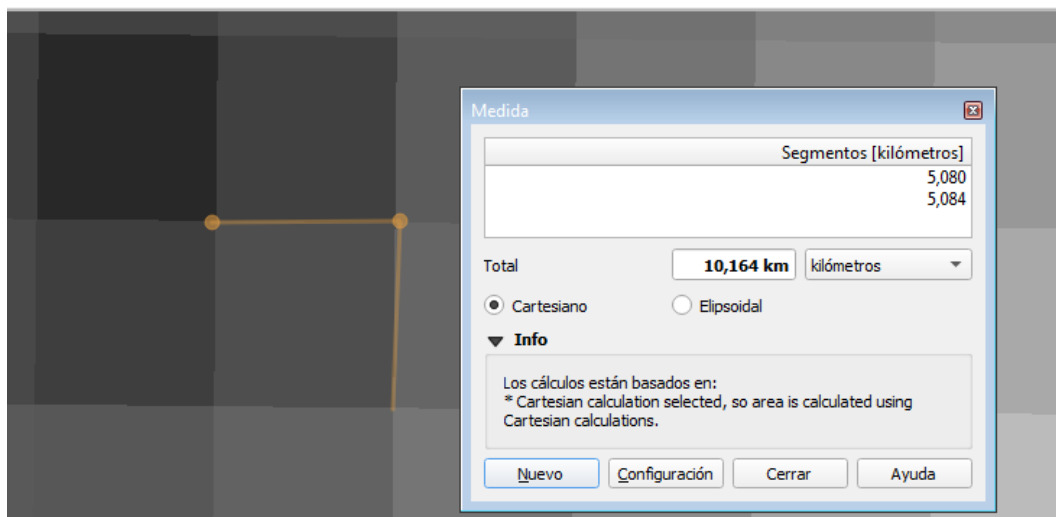 Medida
Segmentos [kilómetros]
5,080
5,084
Total 10,164 km kilómetros
Cartesiano Elipsoidal
Info
Los cálculos están basados en:
* Cartesian calculation selected, so area is calculated using
Cartesian calculations.
Nuevo Configuración Cerrar Ayuda